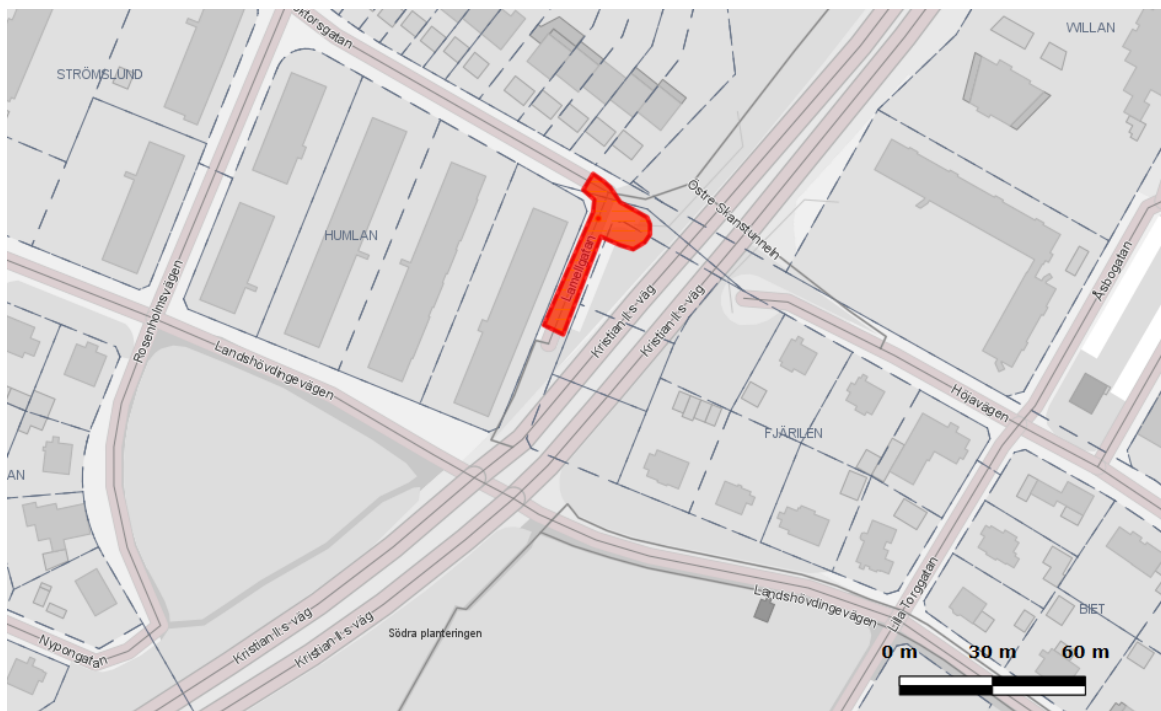 WILLAN
ktorsgatan
STRÖMSLUND
Östre Skanstunneln
HUMLAN
Lamellgatan
Åsbogatan
Rosenholmsvägen
Kristian-II:s-väg
Kristian-II:s-väg
Landshövdingevägen
Höjavägen
FJÄRILEN
AN
Landshövdingevägen
Lilla-Torggatan
BIET
Södra planteringen
Kristian-II:s-väg
Kristian-II:s-väg
Nypongatan
0 m 30 m 60 m